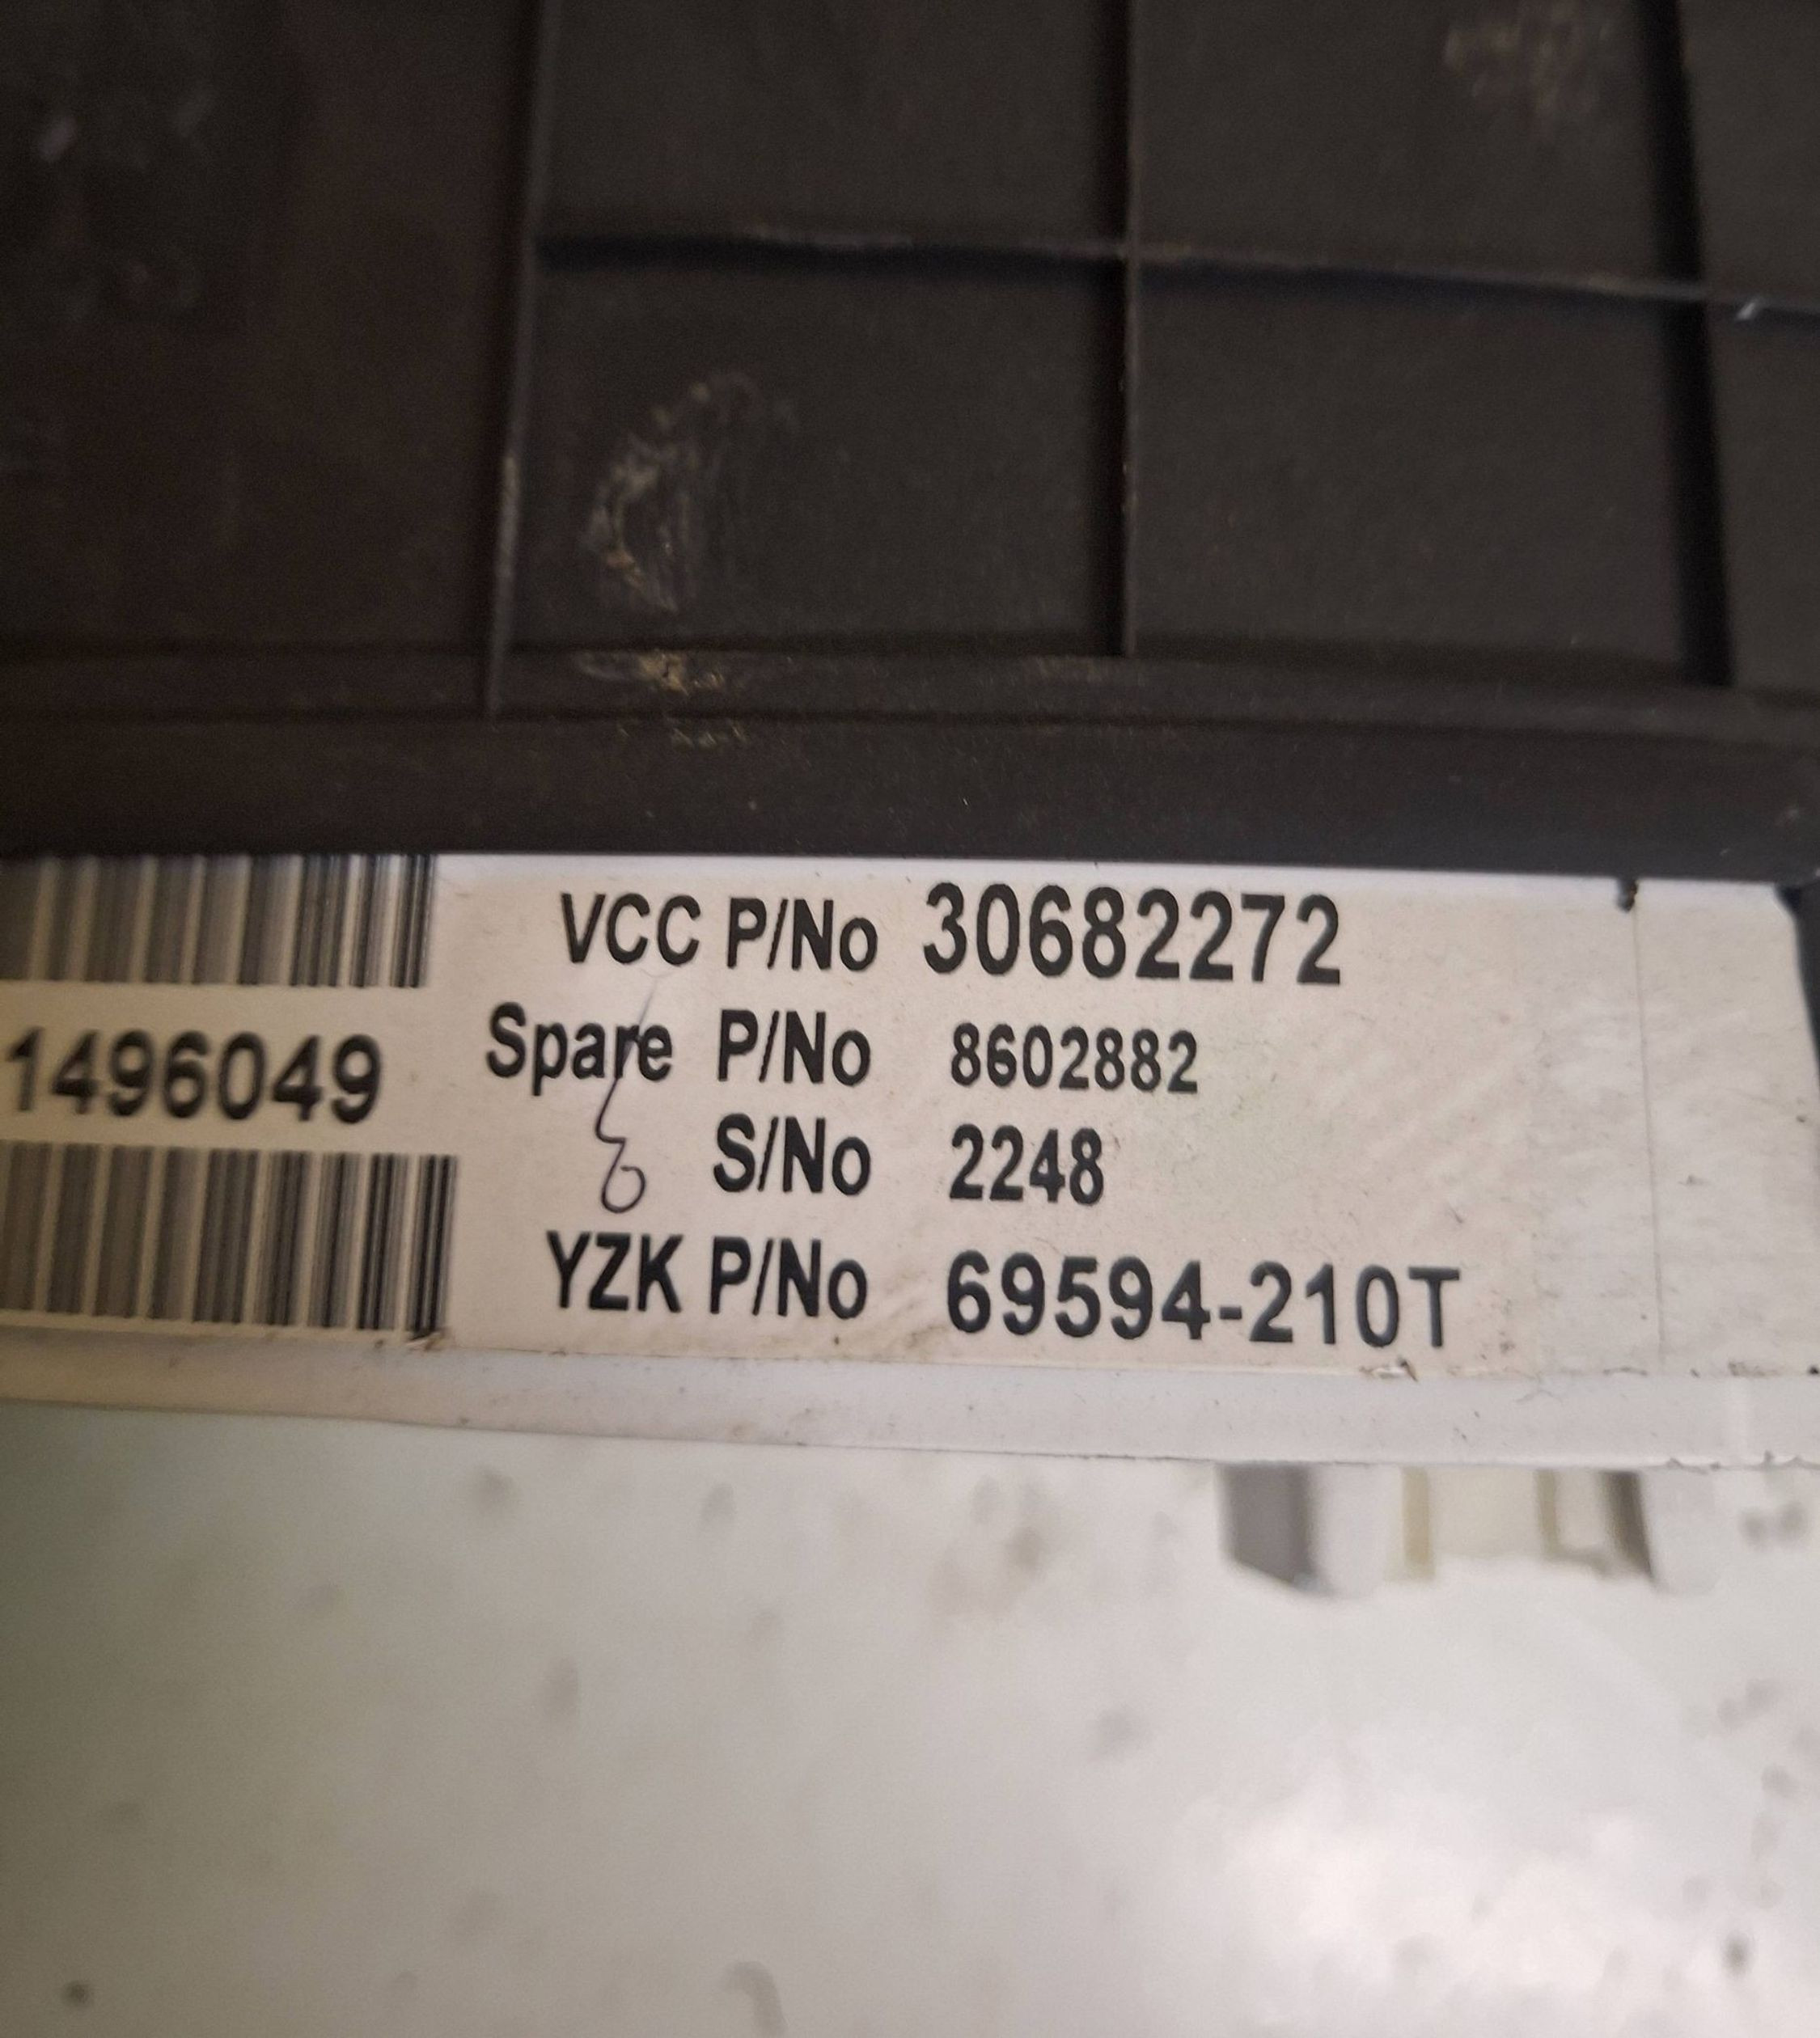 VCC P/No 30682272
1496049
Spare P/No 8602882
S/No 2248
YZK P/No 69594-210T